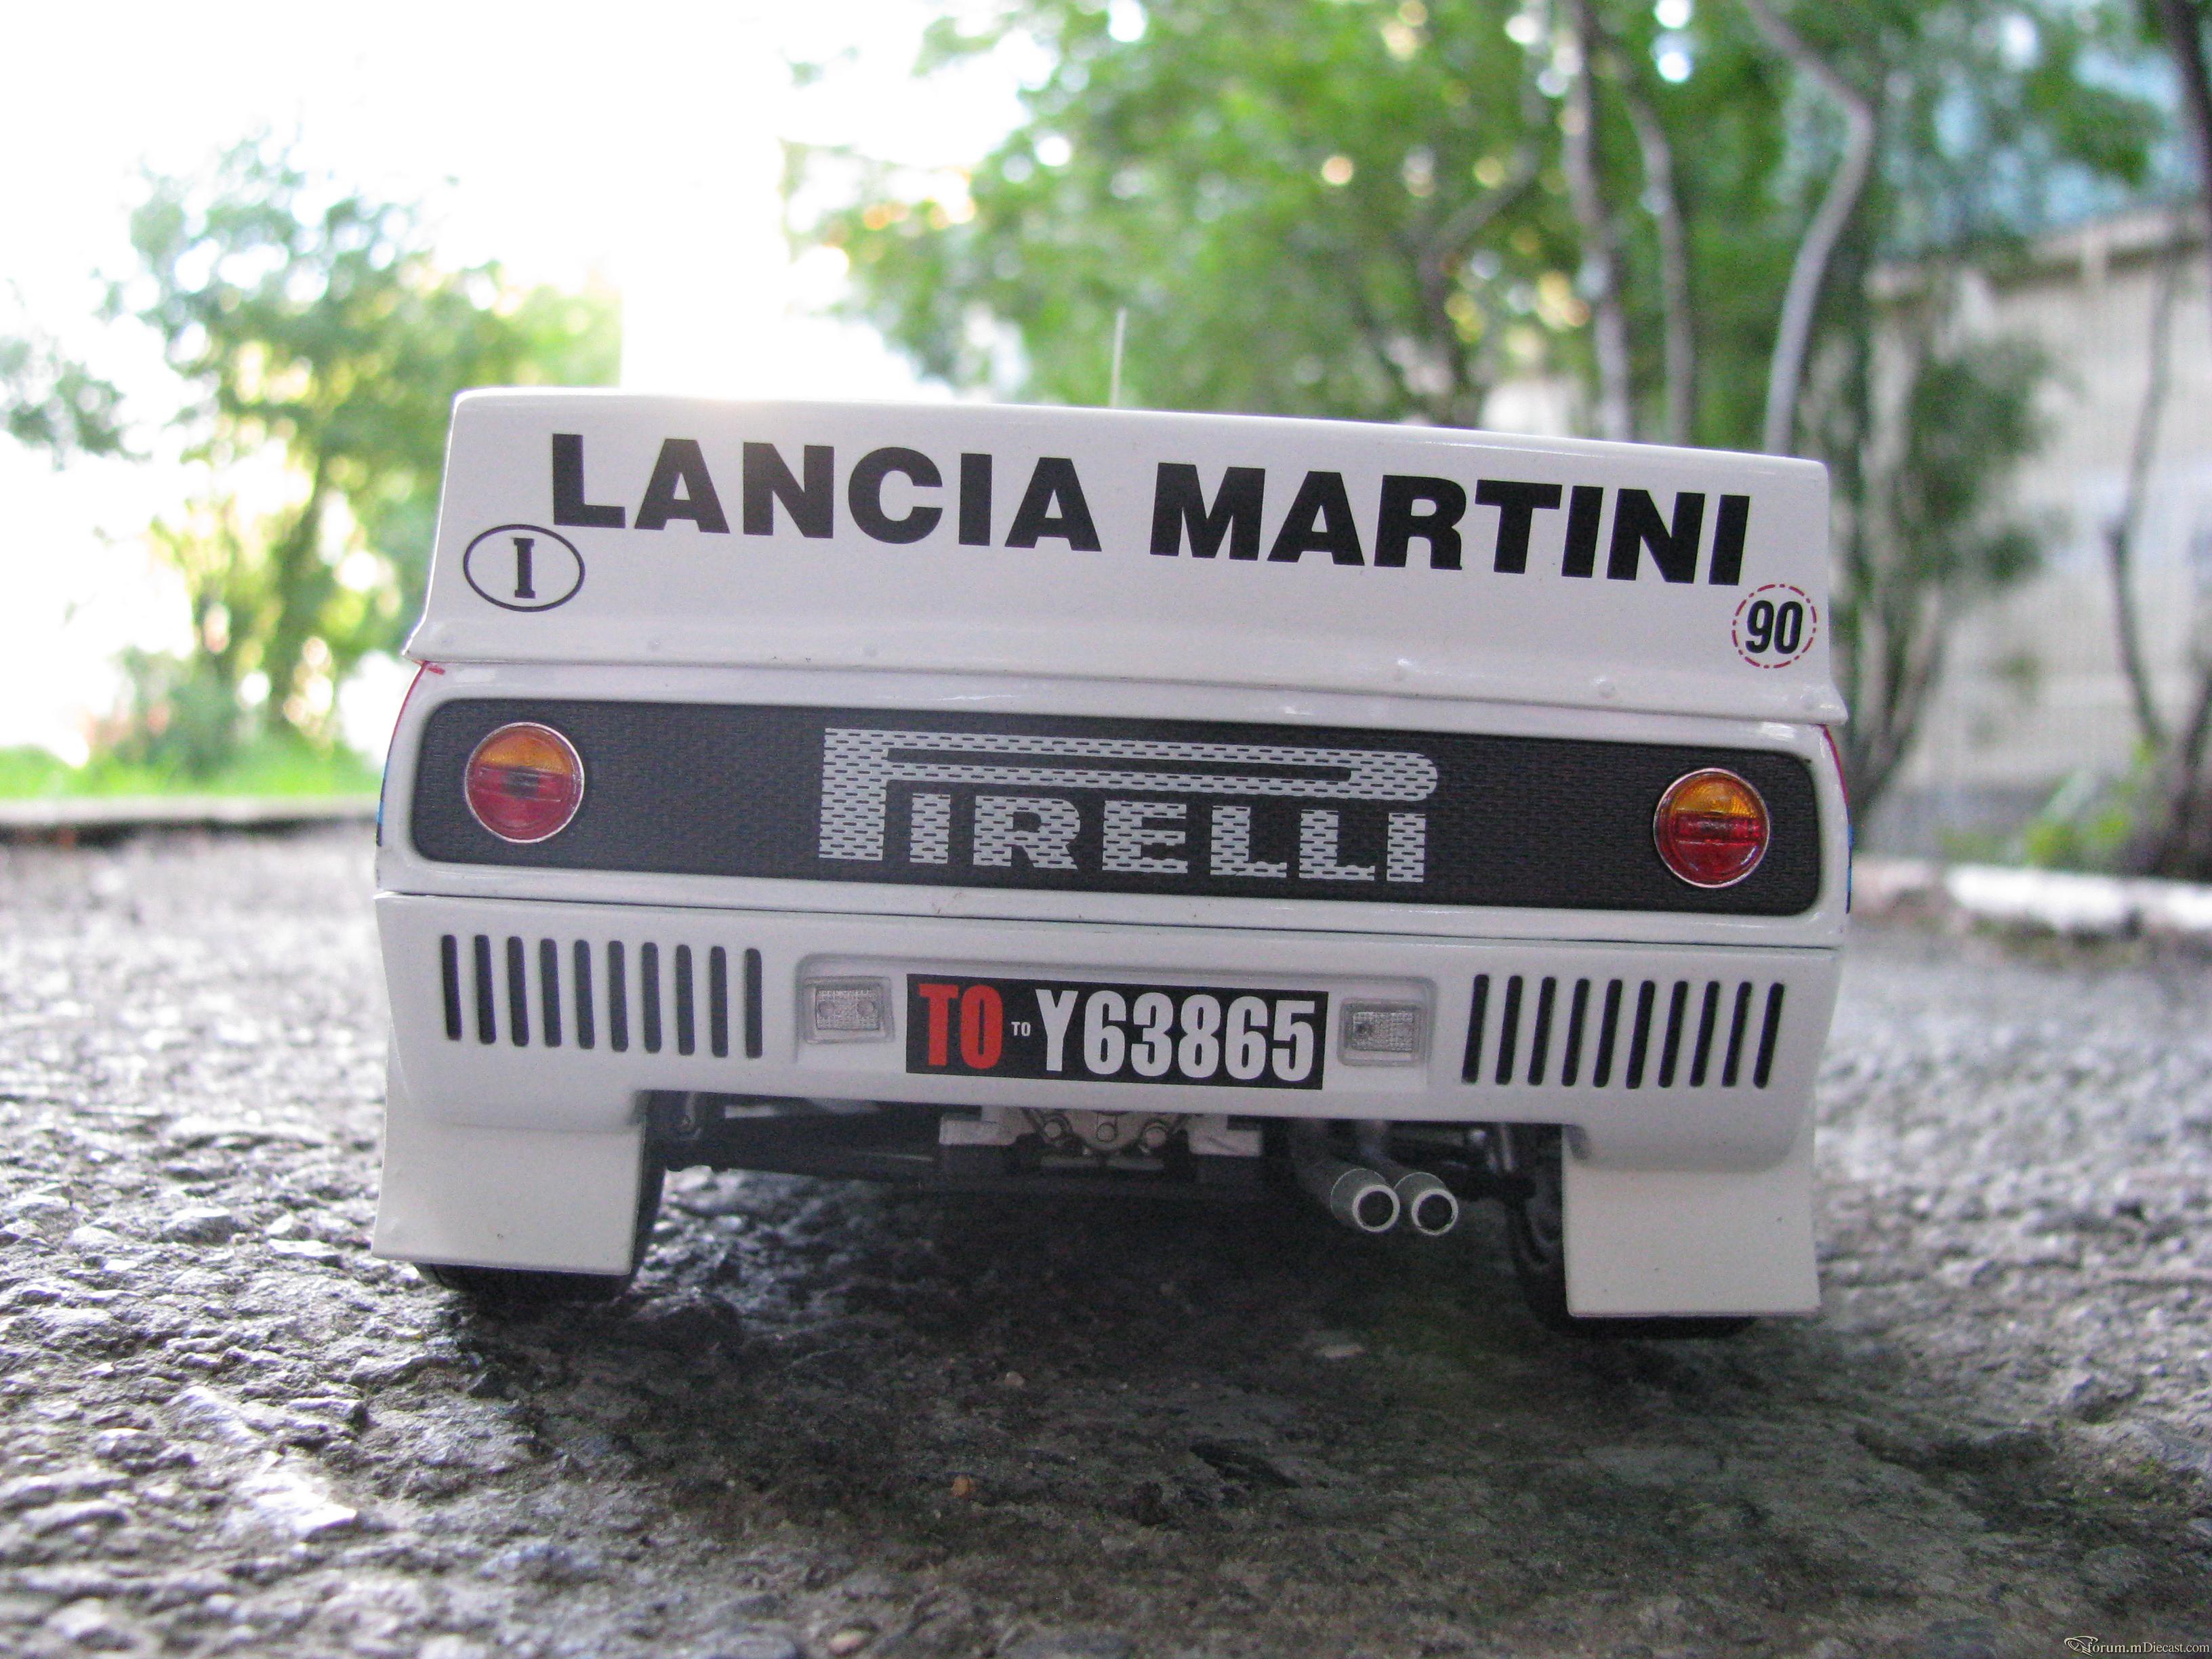 LANCIA MARTINI
I
90
PIRELLI
TO TO Y63865
forum.mDiecast.com